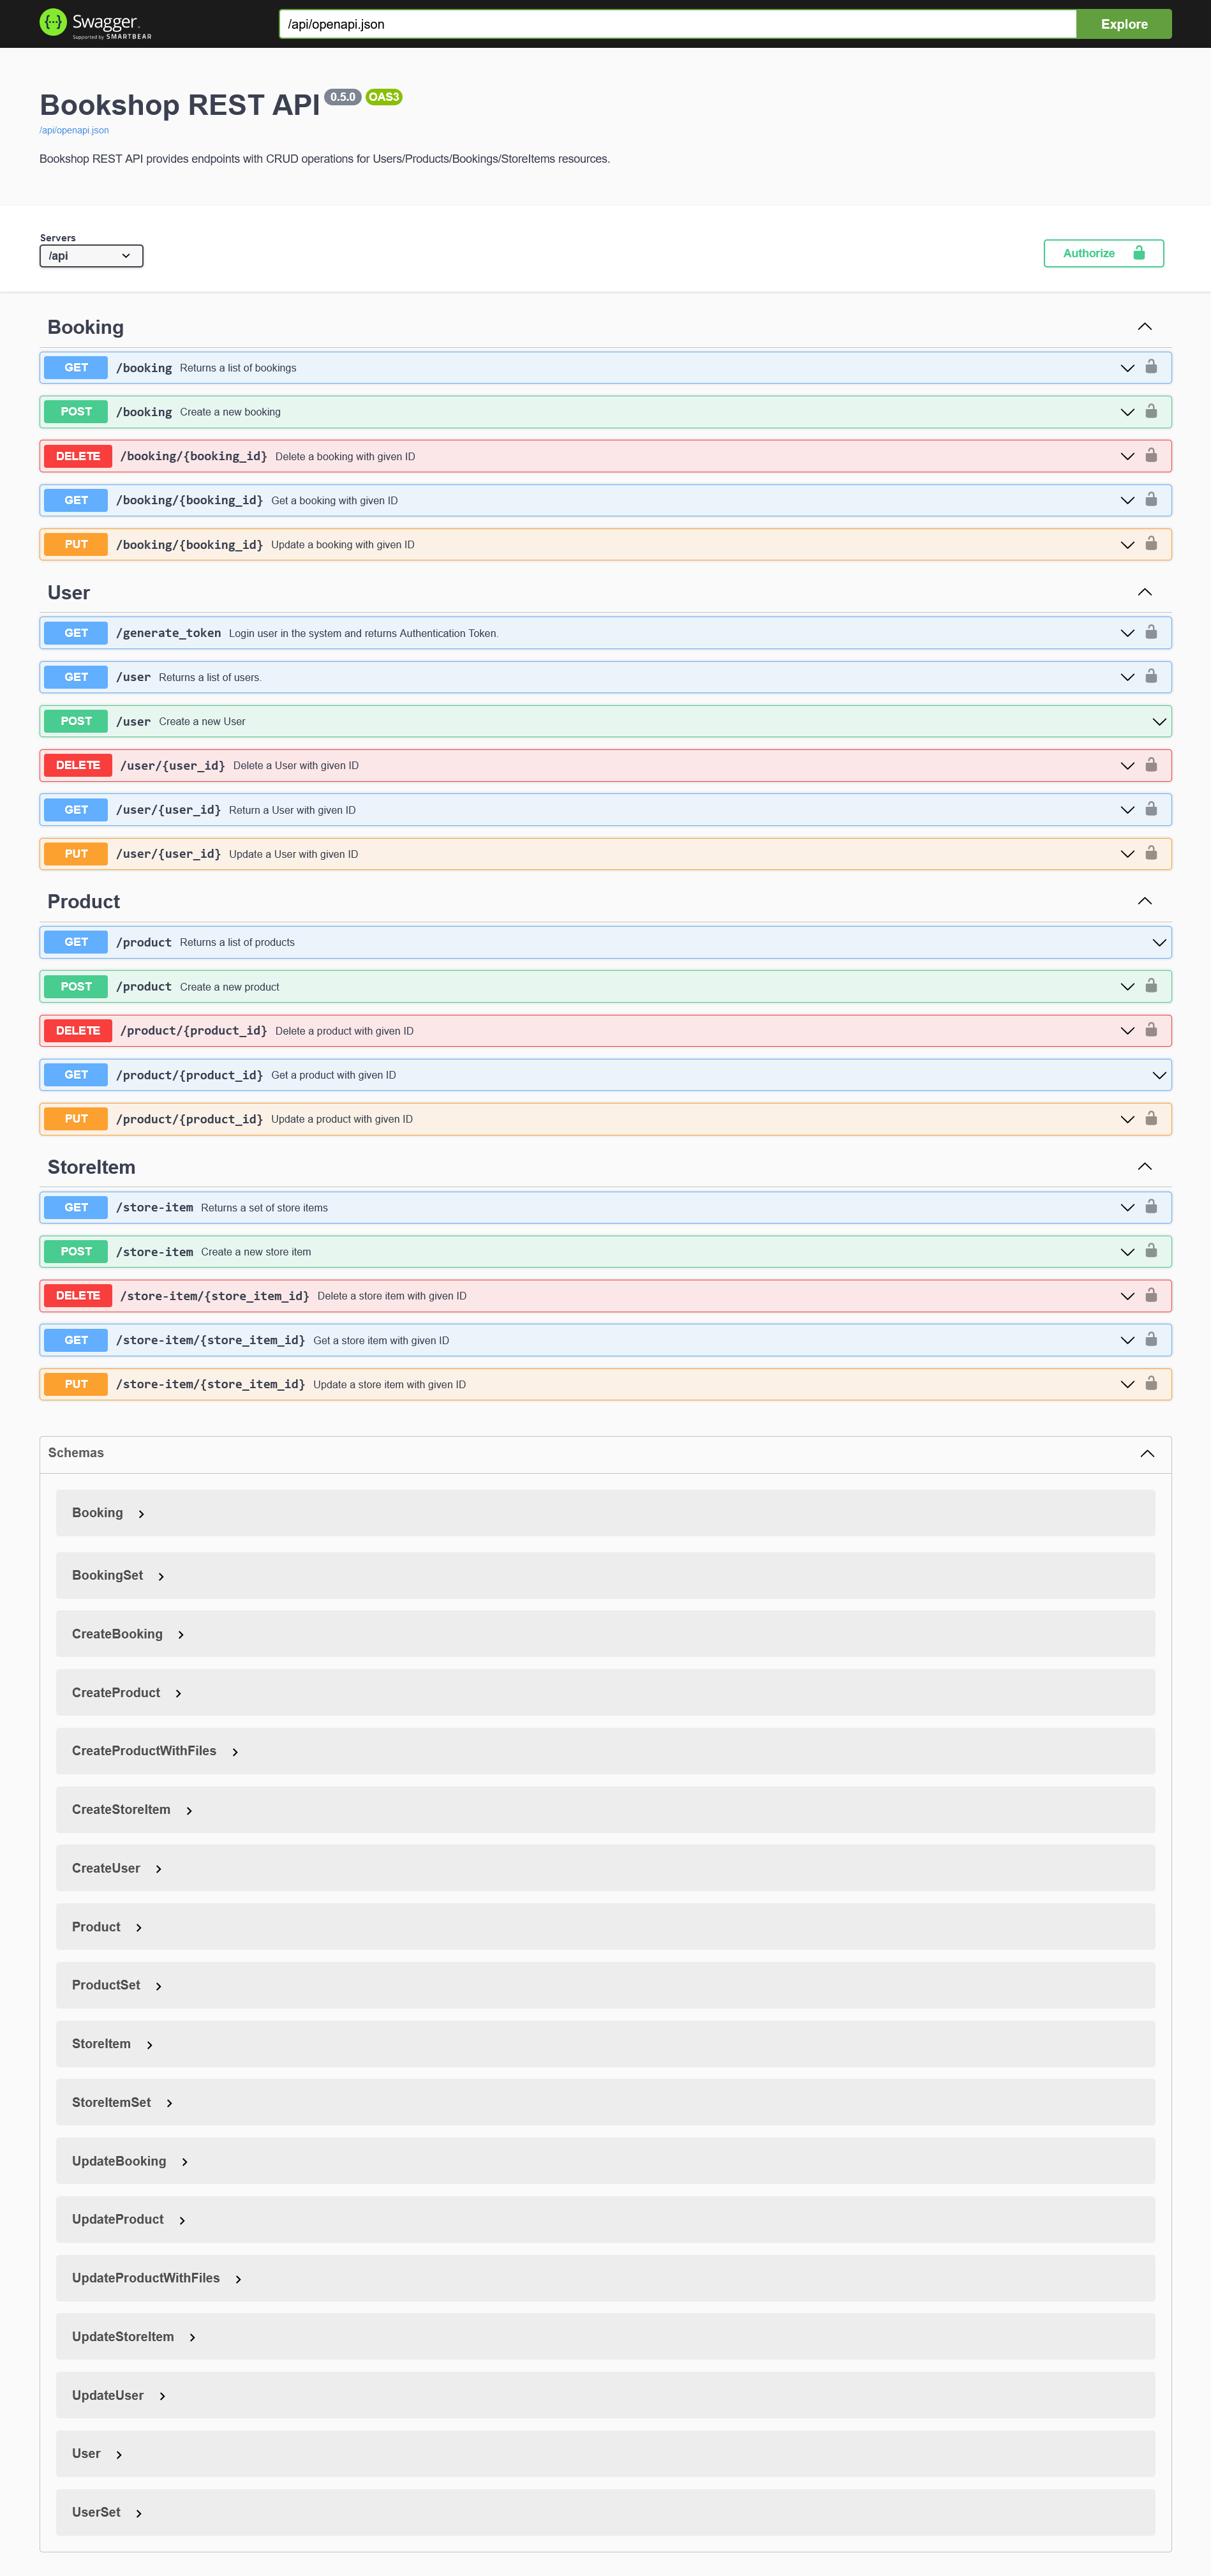 Swagger.
Supported by SMARTBEAR
/api/openapi.json
Explore
Bookshop REST API 0.5.0 OAS3
/api/openapi.json
Bookshop REST API provides endpoints with CRUD operations for Users/Products/Bookings/StoreItems resources.
Servers
/api
Authorize
Booking
GET /booking Returns a list of bookings
POST /booking Create a new booking
DELETE /booking/{booking_id} Delete a booking with given ID
GET /booking/{booking_id} Get a booking with given ID
PUT /booking/{booking_id} Update a booking with given ID
User
GET /generate_token Login user in the system and returns Authentication Token.
GET /user Returns a list of users.
POST /user Create a new User
DELETE /user/{user_id} Delete a User with given ID
GET /user/{user_id} Return a User with given ID
PUT /user/{user_id} Update a User with given ID
Product
GET /product Returns a list of products
POST /product Create a new product
DELETE /product/{product_id} Delete a product with given ID
GET /product/{product_id} Get a product with given ID
PUT /product/{product_id} Update a product with given ID
StoreItem
GET /store-item Returns a set of store items
POST /store-item Create a new store item
DELETE /store-item/{store_item_id} Delete a store item with given ID
GET /store-item/{store_item_id} Get a store item with given ID
PUT /store-item/{store_item_id} Update a store item with given ID
Schemas
Booking
BookingSet
CreateBooking
CreateProduct
CreateProductWithFiles
CreateStoreItem
CreateUser
Product
ProductSet
StoreItem
StoreItemSet
UpdateBooking
UpdateProduct
UpdateProductWithFiles
UpdateStoreItem
UpdateUser
User
UserSet